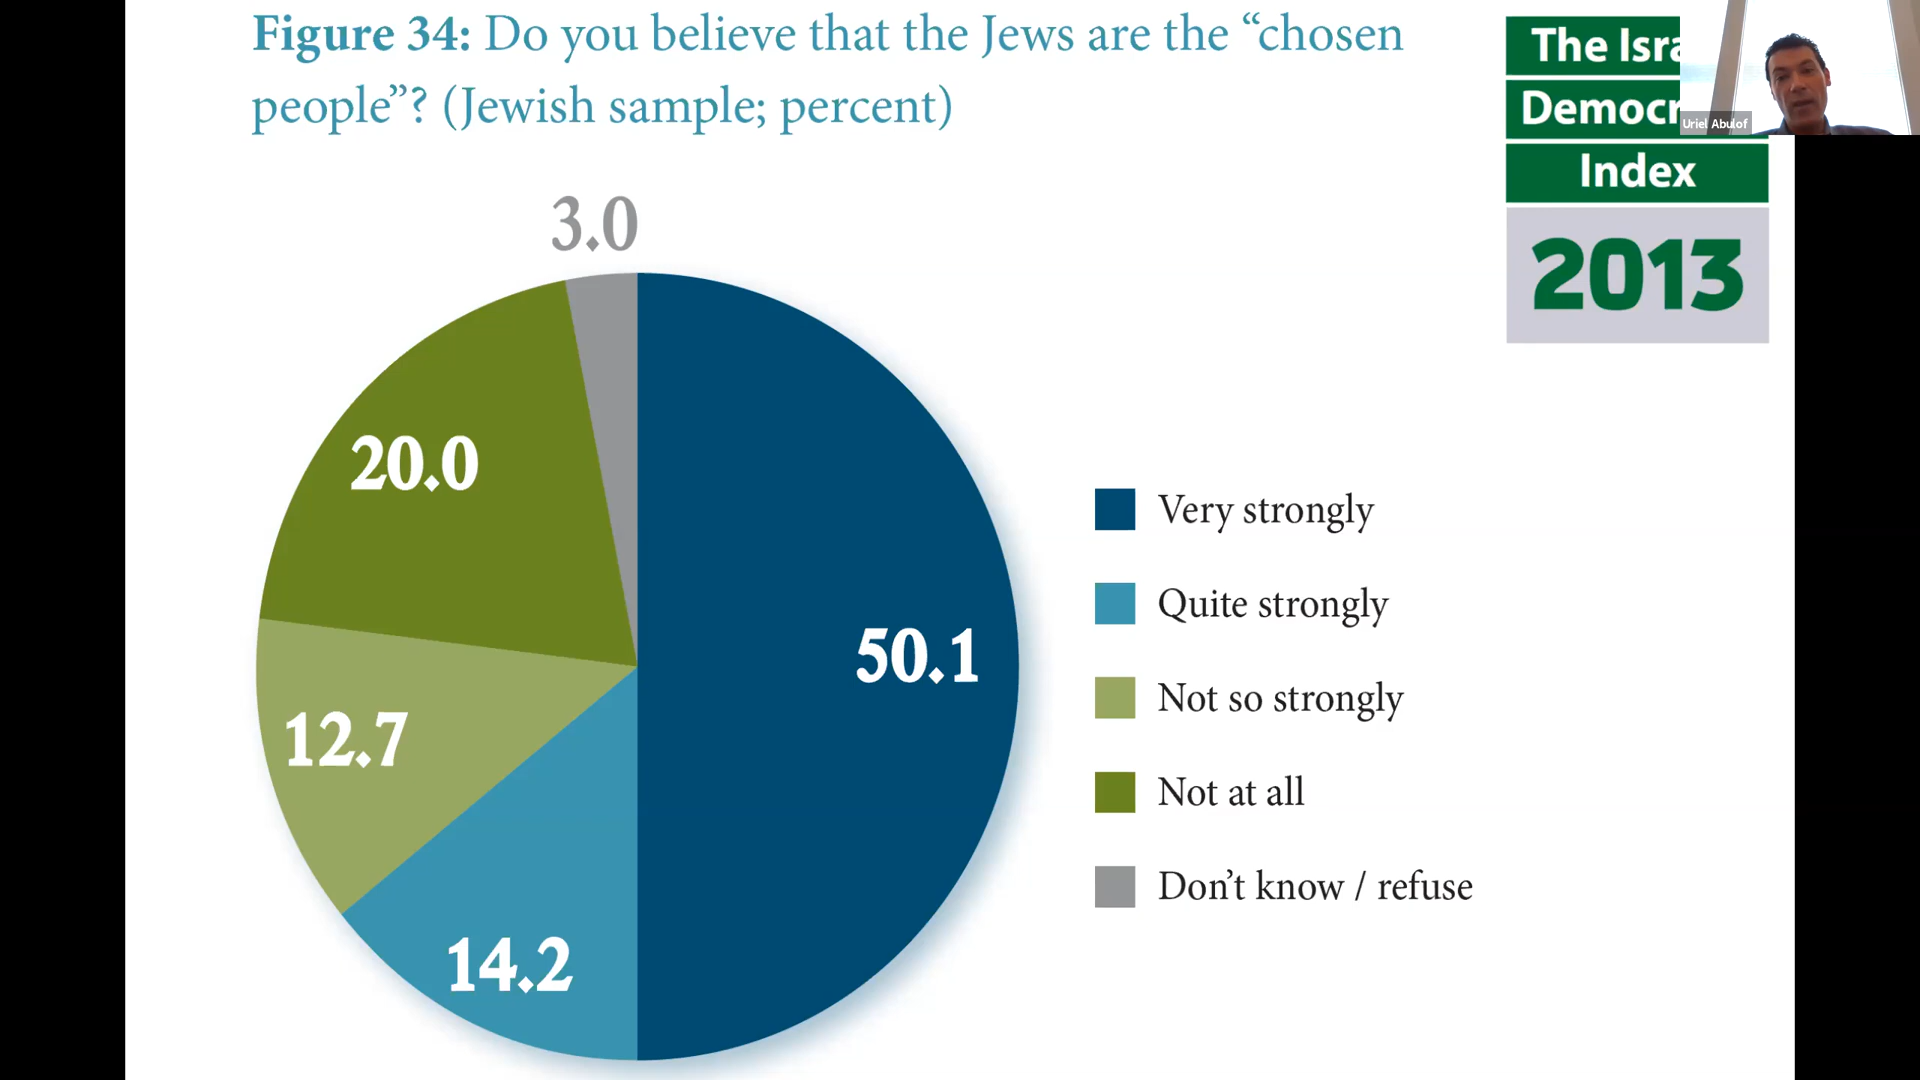 Figure 34: Do you believe that the Jews are the “chosen
people”? (Jewish sample; percent)
The Isra
Democr
Index
2013
Uriel Abulof
3.0
20.0
50.1
12.7
14.2
Very strongly
Quite strongly
Not so strongly
Not at all
Don’t know / refuse